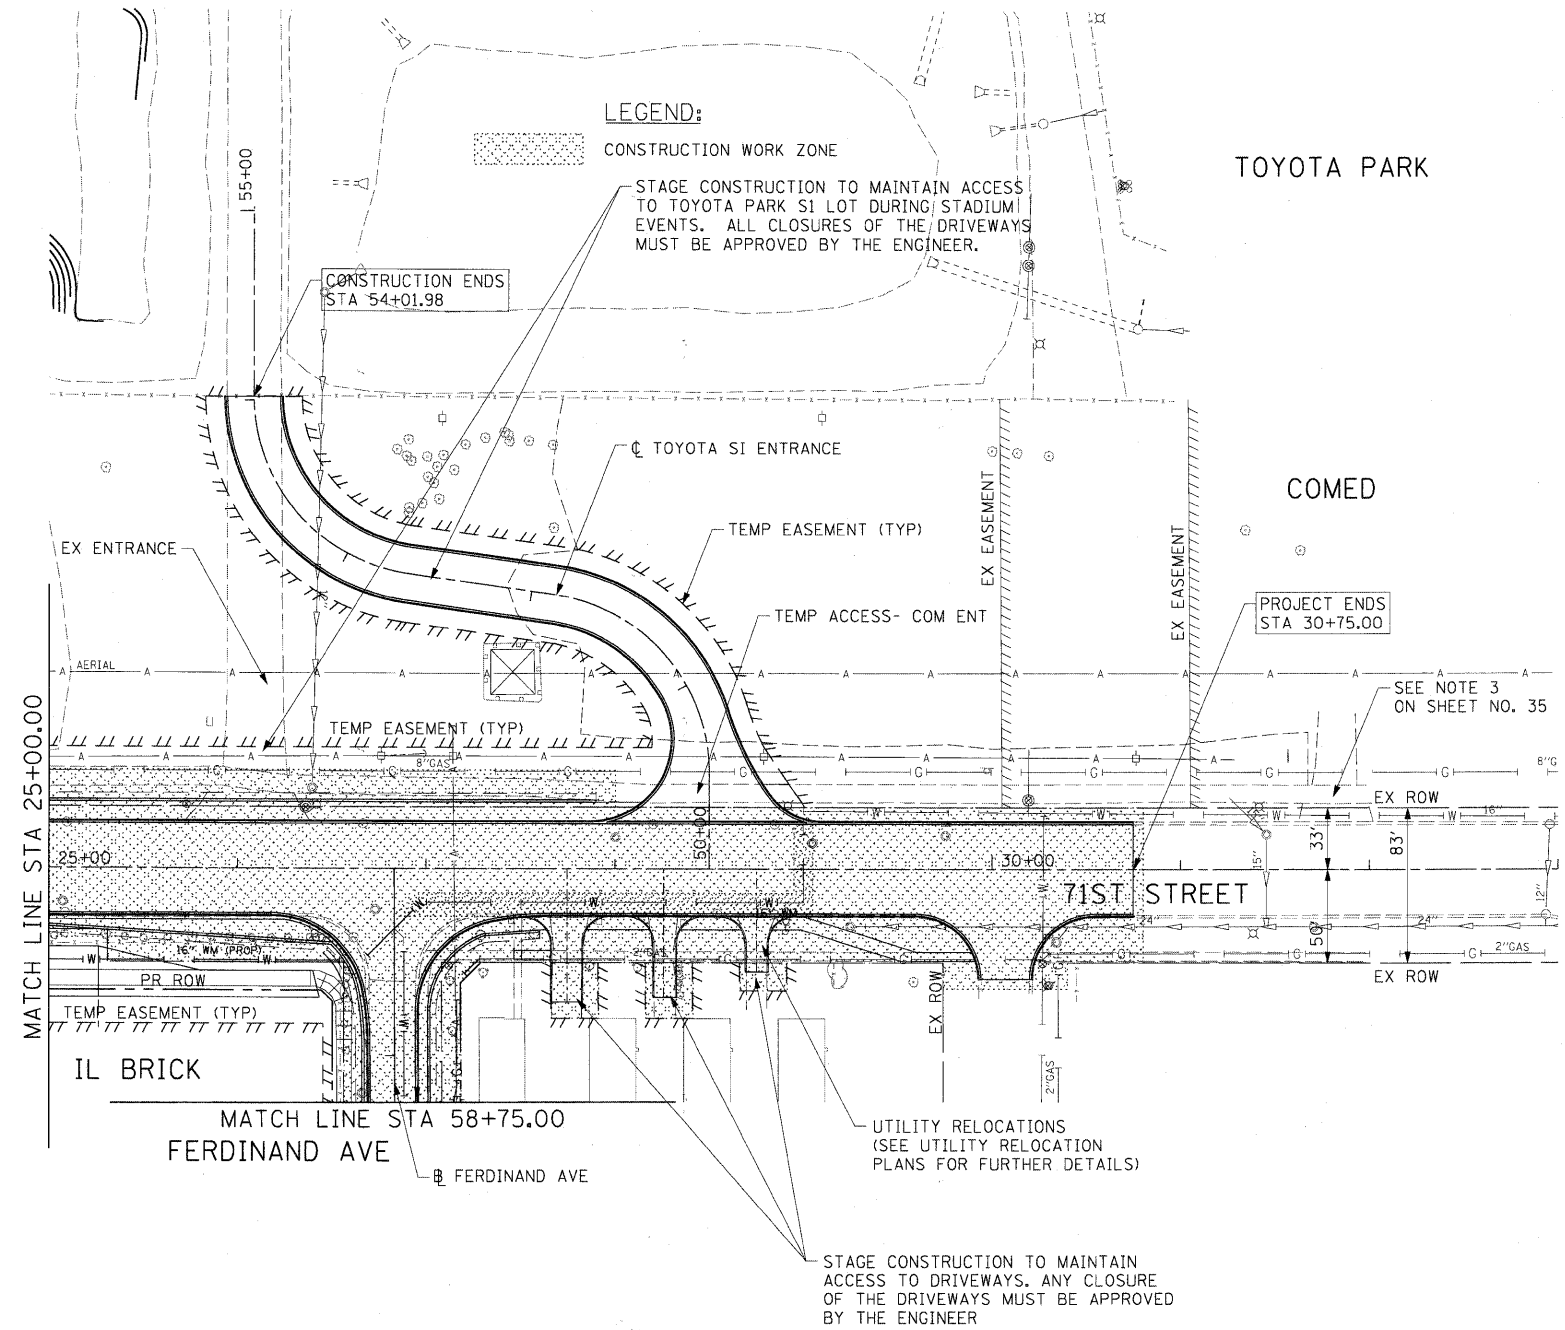 LEGEND:
CONSTRUCTION WORK ZONE
TOYOTA PARK
STAGE CONSTRUCTION TO MAINTAIN ACCESS
TO TOYOTA PARK S1 LOT DURING STADIUM
EVENTS. ALL CLOSURES OF THE DRIVEWAYS
MUST BE APPROVED BY THE ENGINEER.
55+00
CONSTRUCTION ENDS
STA 54+01.98
℄ TOYOTA SI ENTRANCE
COMED
EX EASEMENT
EX EASEMENT
TEMP EASEMENT (TYP)
EX ENTRANCE
TEMP ACCESS- COM ENT
PROJECT ENDS
STA 30+75.00
A
AERIAL
A A A A A A A A A A A A A
SEE NOTE 3
ON SHEET NO. 35
TEMP EASEMENT (TYP)
A A A A A A A
8"GAS
G G G G G G G
8"G
EX ROW
W W W W W
16"
MATCH LINE STA 25+00.00
25+00
50+00
30+00
33'
83'
15"
12"
71ST STREET
W W W
24"
24"
50'
16" WM (PROP)
W W
G G G
2"GAS
PR ROW
EX ROW
EX ROW
TEMP EASEMENT (TYP)
IL BRICK
2"GAS
MATCH LINE STA 58+75.00
FERDINAND AVE
UTILITY RELOCATIONS
(SEE UTILITY RELOCATION
PLANS FOR FURTHER DETAILS)
BL FERDINAND AVE
STAGE CONSTRUCTION TO MAINTAIN
ACCESS TO DRIVEWAYS. ANY CLOSURE
OF THE DRIVEWAYS MUST BE APPROVED
BY THE ENGINEER